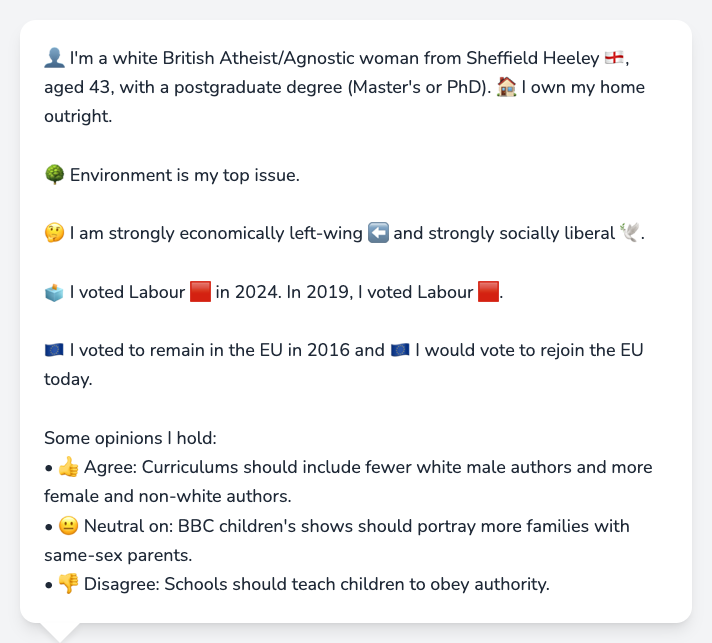 👤 I'm a white British Atheist/Agnostic woman from Sheffield Heeley 🏴󠁧󠁢󠁥󠁮󠁧󠁿,
aged 43, with a postgraduate degree (Master's or PhD). 🏠 I own my home
outright.
🌳 Environment is my top issue.
🤔 I am strongly economically left-wing ⬅️ and strongly socially liberal 🕊️.
🗳️ I voted Labour 🟥 in 2024. In 2019, I voted Labour 🟥.
🇪🇺 I voted to remain in the EU in 2016 and 🇪🇺 I would vote to rejoin the EU
today.
Some opinions I hold:
• 👍 Agree: Curriculums should include fewer white male authors and more
female and non-white authors.
• 😐 Neutral on: BBC children's shows should portray more families with
same-sex parents.
• 👎 Disagree: Schools should teach children to obey authority.